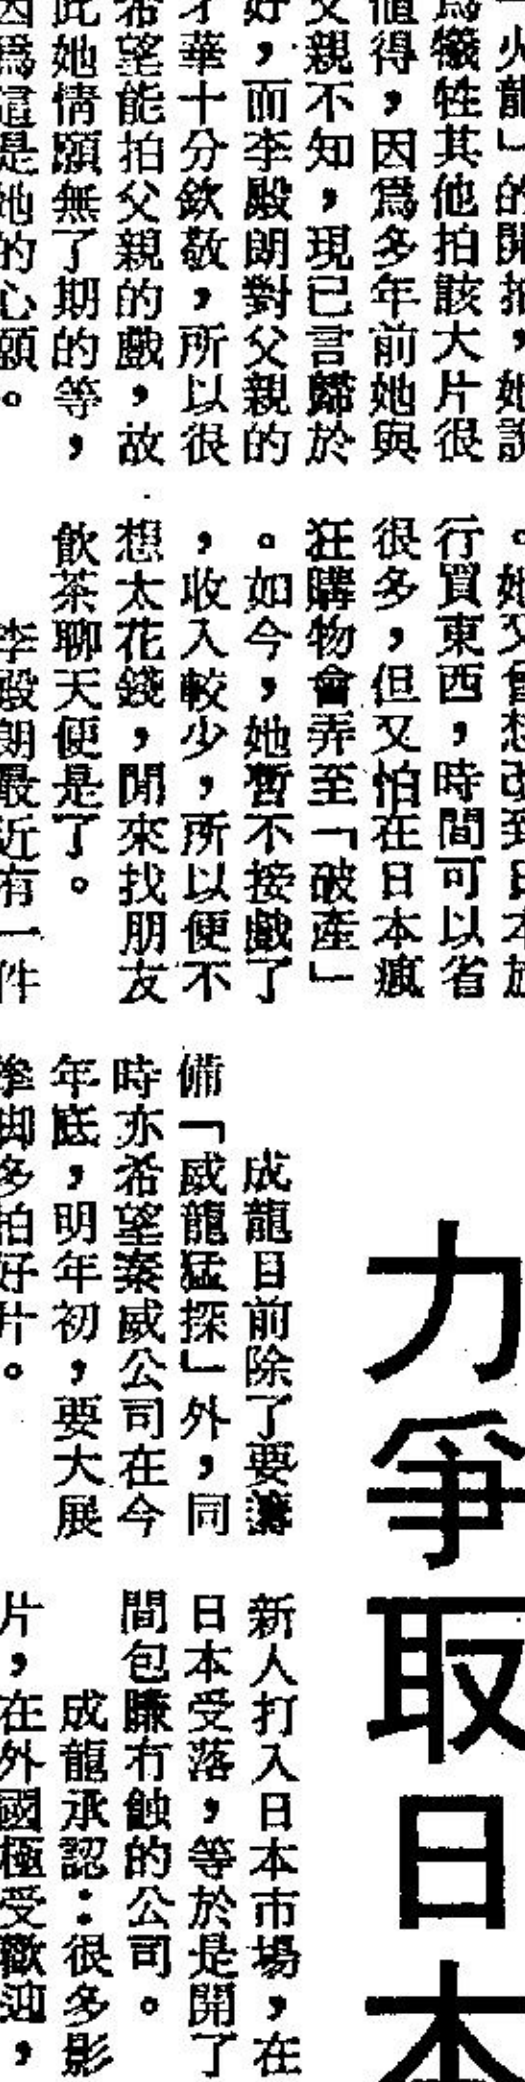 「火龍」的開拍，她說
為犧牲其他拍該大片很
值得，因為多年前她與
父親不知，現已言歸於
好，而李殿朗對父親的
才華十分欽敬，所以很
希望能拍父親的戲，故
此她情願無了期的等，
因為這是她的心願。
。她又曾想改到日本旅
行買東西，時間可以省
很多，但又怕在日本瘋
狂購物會弄至「破產」
。如今，她暫不接戲了
，收入較少，所以便不
想太花錢，閒來找朋友
飲茶聊天便是了。
李殿朗最近有一件
力爭取日本
成龍目前除了要籌
備「威龍猛探」外，同
時亦希望威公司在今
年底，明年初，要大展
拳脚多拍好片。
新人打入日本市場，在
日本受落，等於是開了
間包賺冇蝕的公司。
成龍承認：很多影
片，在外國極受歡迎，